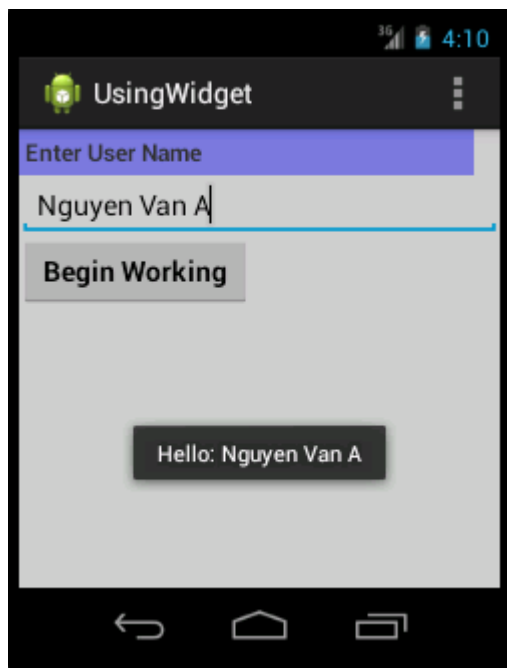 3G 4:10
UsingWidget
Enter User Name
Nguyen Van A
Begin Working
Hello: Nguyen Van A